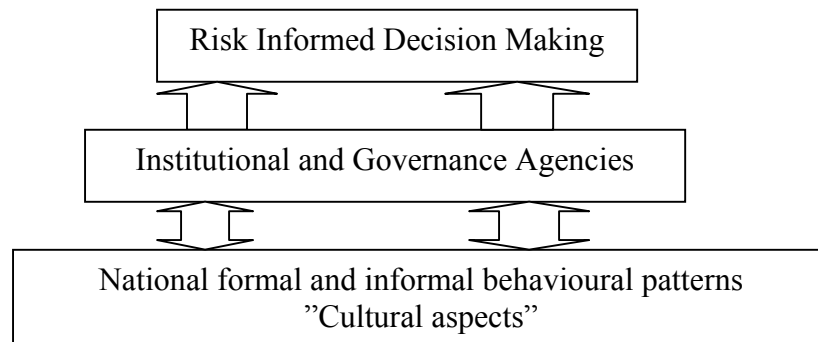 Risk Informed Decision Making
Institutional and Governance Agencies
National formal and informal behavioural patterns
”Cultural aspects”